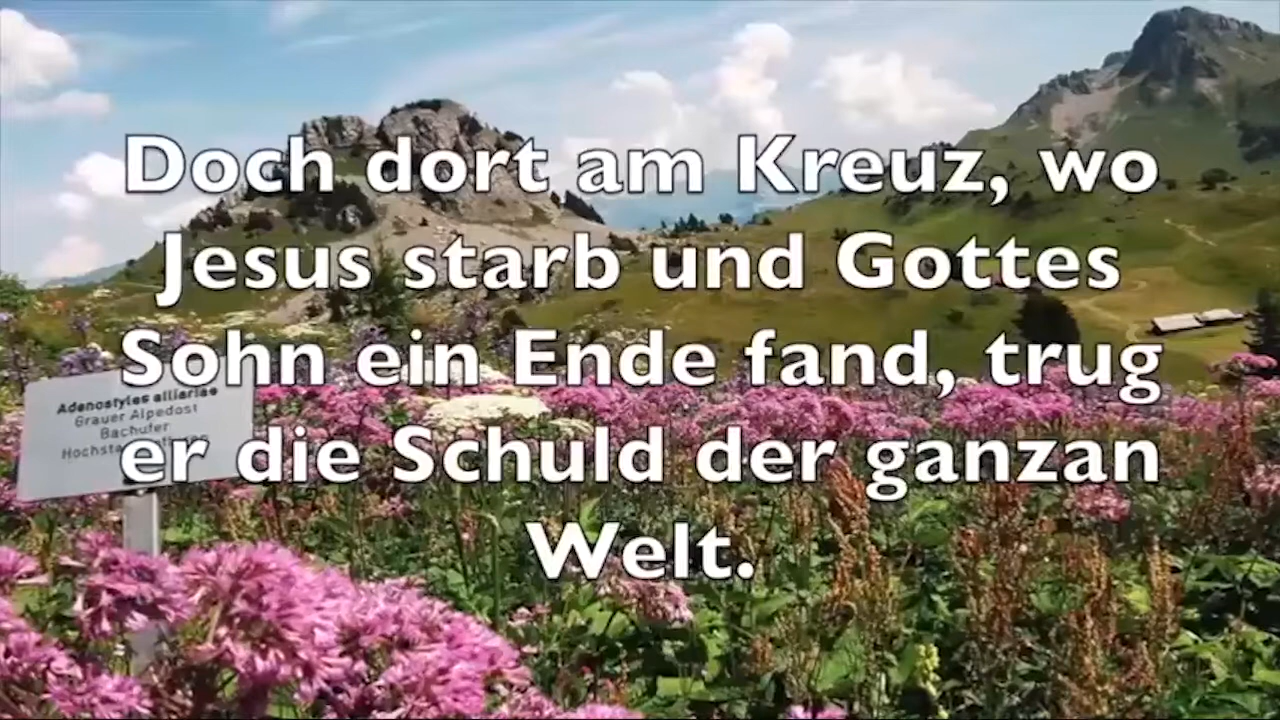 Doch dort am Kreuz, wo
Jesus starb und Gottes
Sohn ein Ende fand, trug
er die Schuld der ganzan
Welt.
Adenostyles alliariae
Grauer Alpedost
Bachufer